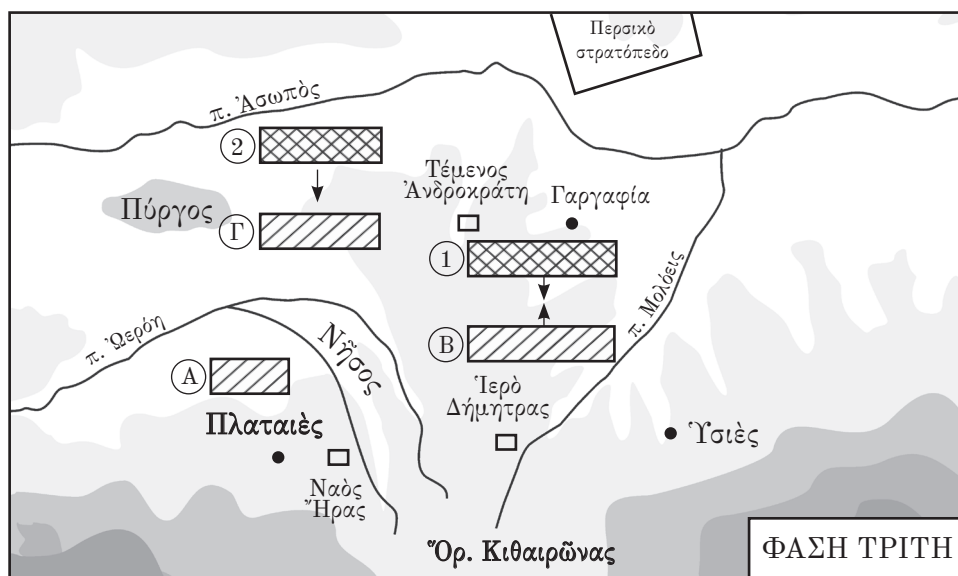 Περσικὸ
στρατόπεδο
π. Ἀσωπὸς
2
Τέμενος
Ἀνδροκράτη
Γαργαφία
Πύργος
Γ
1
π. Μολόεις
π. Ὠερόη
Νῆσος
Β
Α
Ἱερὸ
Δήμητρας
Πλαταιὲς
Ὑσιὲς
Ναὸς
Ἥρας
Ὄρ. Κιθαιρῶνας
ΦΑΣΗ ΤΡΙΤΗ